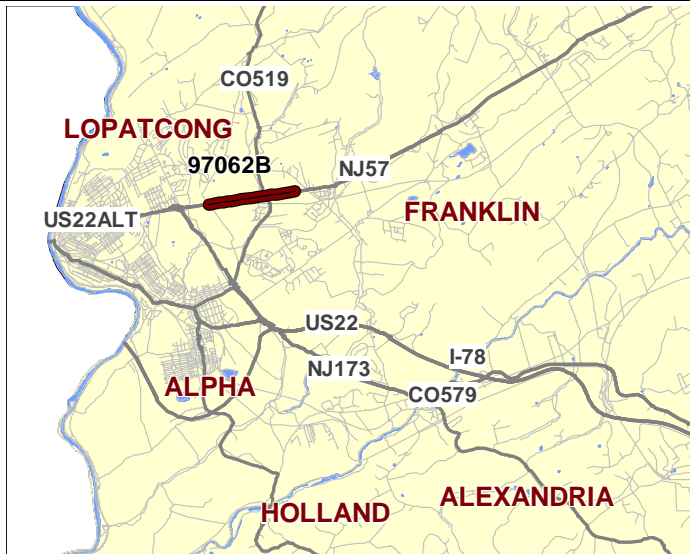 CO519
LOPATCONG
97062B
NJ57
FRANKLIN
US22ALT
US22
I-78
NJ173
CO579
ALPHA
ALEXANDRIA
HOLLAND